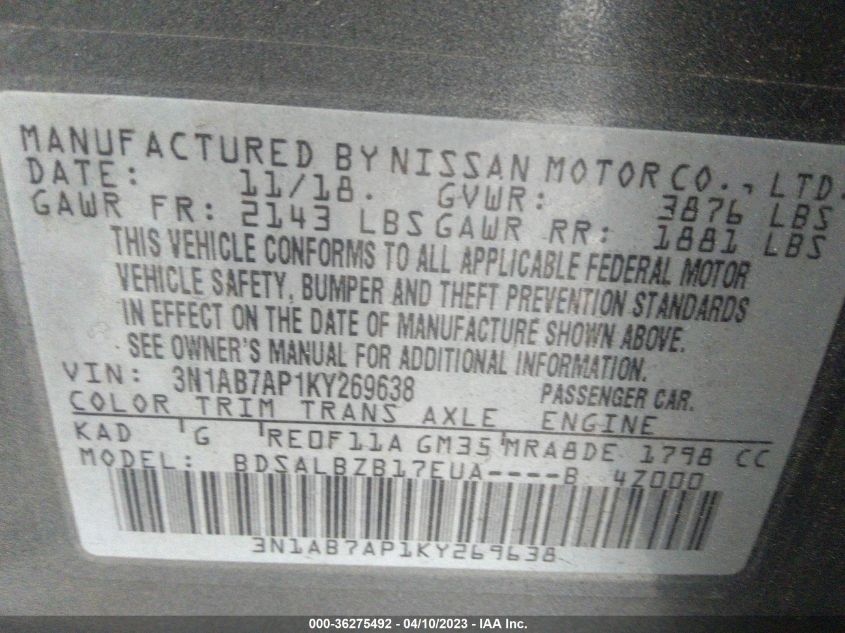 MANUFACTURED BY NISSAN MOTOR CO., LTD.
DATE: 11/18. GVWR: 3876 LBS
GAWR FR: 2143 LBS GAWR RR: 1881 LBS
THIS VEHICLE CONFORMS TO ALL APPLICABLE FEDERAL MOTOR
VEHICLE SAFETY, BUMPER AND THEFT PREVENTION STANDARDS
IN EFFECT ON THE DATE OF MANUFACTURE SHOWN ABOVE.
SEE OWNER'S MANUAL FOR ADDITIONAL INFORMATION.
VIN: 3N1AB7AP1KY269638 PASSENGER CAR.
COLOR TRIM TRANS AXLE ENGINE
KAD G RE0F11A GM35 MRA8DE 1798 CC
MODEL: BDSALBZB17EUA----B 4Z000
3N1AB7AP1KY269638
000-36275492 - 04/10/2023 - IAA Inc.